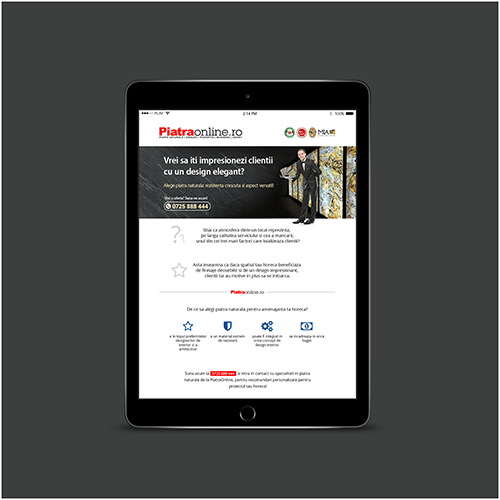 PLIM
2:14 PM
100%
Piatraonline.ro
MIA
Vrei sa iti impresionezi clientii
cu un design elegant?
Alege piatra naturala: rezistenta crescuta si aspect versatil!
Vrei o oferta? Suna-ne acum!
0725 888 444
Stiai ca atmosfera dintr-un local reprezinta,
pe langa calitatea serviciului si cea a mancarii,
unul din cei trei mari factori care loializeaza clientii?
Asta inseamna ca daca spatiul tau horeca beneficiaza
de finisaje deosebite si de un design impresionant,
clientii tai au motive in plus sa se intoarca.
Piatraonline.ro
De ce sa alegi piatra naturala pentru amenajarea ta horeca?
e in topul preferintelor
designerilor de
interior si a
arhitectilor
e un material extrem
de rezistent
poate fi integrat in
orice concept de
design interior
se incadreaza in orice
buget
Suna acum la 0725 888 444 si intra in contact cu specialistii in piatra
naturala de la PiatraOnline, pentru recomandari personalizate pentru
proiectul tau horeca!